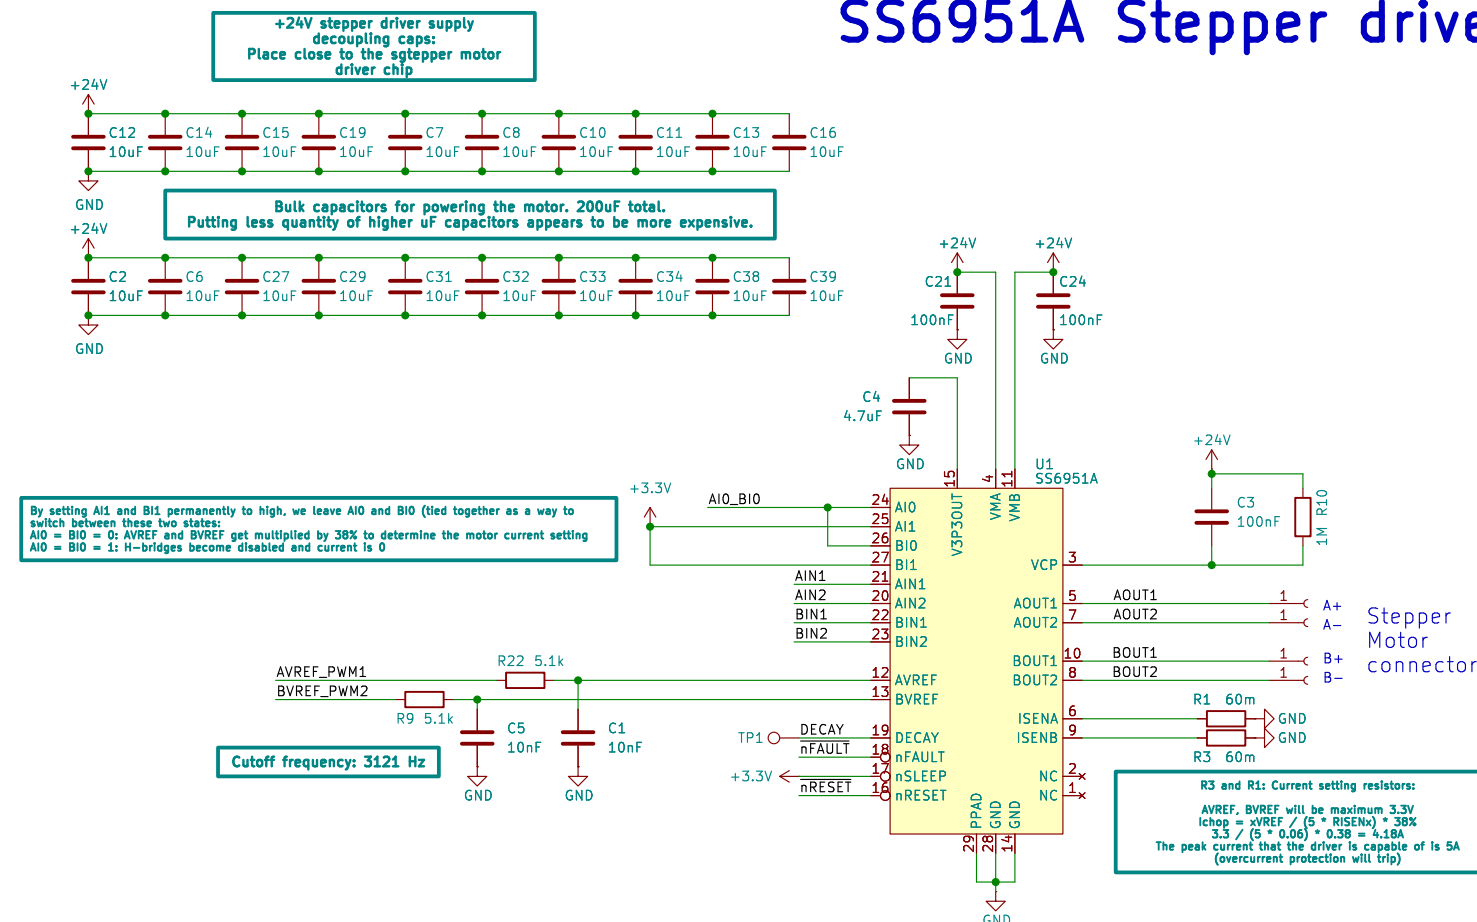 SS6951A Stepper drive
+24V stepper driver supply
decoupling caps:
Place close to the sgtepper motor
driver chip
+24V
C12
10uF
C14
10uF
C15
10uF
C19
10uF
C7
10uF
C8
10uF
C10
10uF
C11
10uF
C13
10uF
C16
10uF
GND
Bulk capacitors for powering the motor. 200uF total.
Putting less quantity of higher uF capacitors appears to be more expensive.
+24V
C2
10uF
C6
10uF
C27
10uF
C29
10uF
C31
10uF
C32
10uF
C33
10uF
C34
10uF
C38
10uF
C39
10uF
GND
+24V
C21
100nF
GND
+24V
C24
100nF
GND
C4
4.7uF
GND
By setting AI1 and BI1 permanently to high, we leave AI0 and BI0 (tied together as a way to
switch between these two states:
AI0 = BI0 = 0: AVREF and BVREF get multiplied by 38% to determine the motor current setting
AI0 = BI0 = 1: H-bridges become disabled and current is 0
+3.3V
AI0_BI0
AIN1
AIN2
BIN1
BIN2
AVREF_PWM1
R22 5.1k
BVREF_PWM2
R9 5.1k
C5
10nF
GND
C1
10nF
GND
Cutoff frequency: 3121 Hz
TP1
DECAY
nFAULT
+3.3V
nRESET
U1
SS6951A
15
V3P3OUT
4
VMA
11
VMB
24
AI0
25
AI1
26
BI0
27
BI1
21
AIN1
20
AIN2
22
BIN1
23
BIN2
12
AVREF
13
BVREF
19
DECAY
18
nFAULT
17
nSLEEP
16
nRESET
VCP
3
AOUT1
5
AOUT2
7
BOUT1
10
BOUT2
8
ISENA
6
ISENB
9
NC
2
NC
1
PPAD
29
GND
28
GND
14
GND
+24V
C3
100nF
1M R10
AOUT1
1
A+
AOUT2
1
A-
BOUT1
1
B+
BOUT2
1
B-
Stepper
Motor
connector
R1 60m
GND
GND
R3 60m
R3 and R1: Current setting resistors:
AVREF, BVREF will be maximum 3.3V
Ichop = xVREF / (5 * RISENx) * 38%
3.3 / (5 * 0.06) * 0.38 = 4.18A
The peak current that the driver is capable of is 5A
(overcurrent protection will trip)